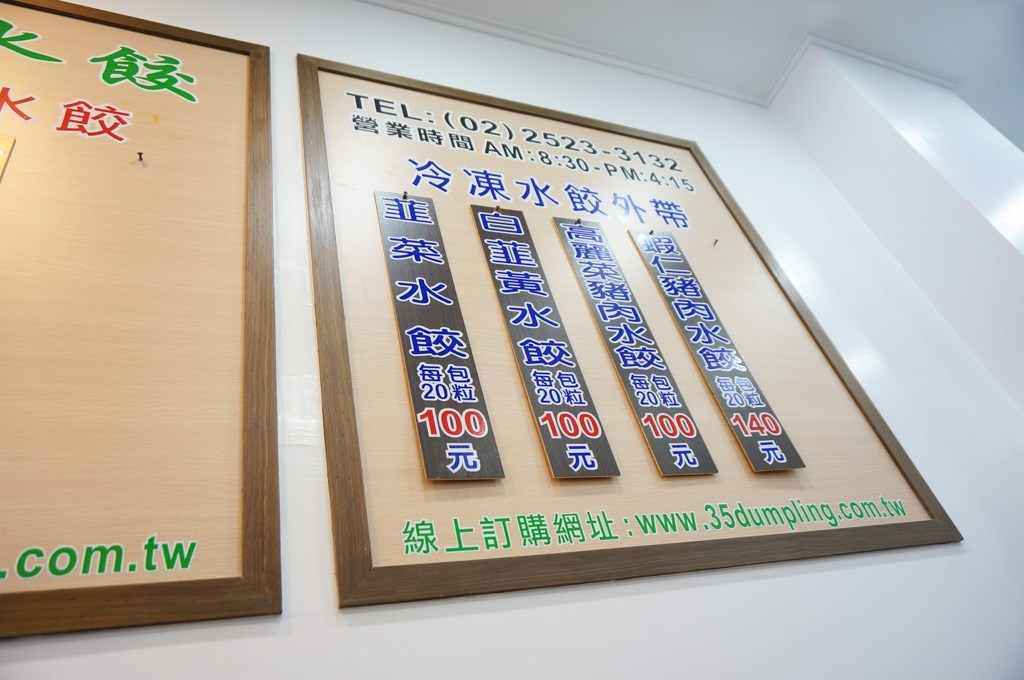 水餃
水餃
.com.tw
TEL:(02)2523-3132
營業時間 AM:8:30-PM:4:15
冷凍水餃外帶
韮菜水餃 每包20粒 100元
白韮黃水餃 每包20粒 100元
高麗菜豬肉水餃 每包20粒 100元
蝦仁豬肉水餃 每包20粒 140元
線上訂購網址:www.35dumpling.com.tw